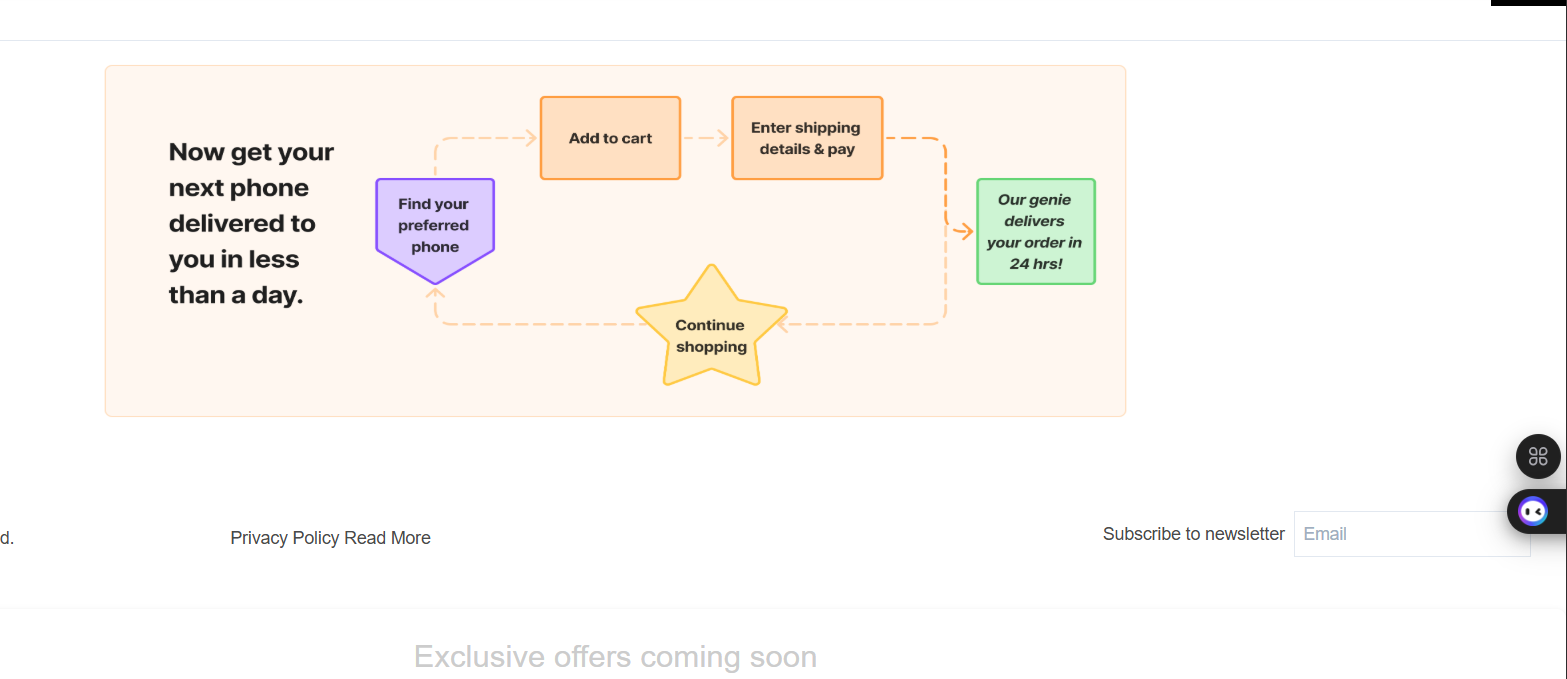 Now get your
next phone
delivered to
you in less
than a day.
Find your
preferred
phone
Add to cart
Enter shipping
details & pay
Our genie
delivers
your order in
24 hrs!
Continue
shopping
d.
Privacy Policy Read More
Subscribe to newsletter
Email
Exclusive offers coming soon